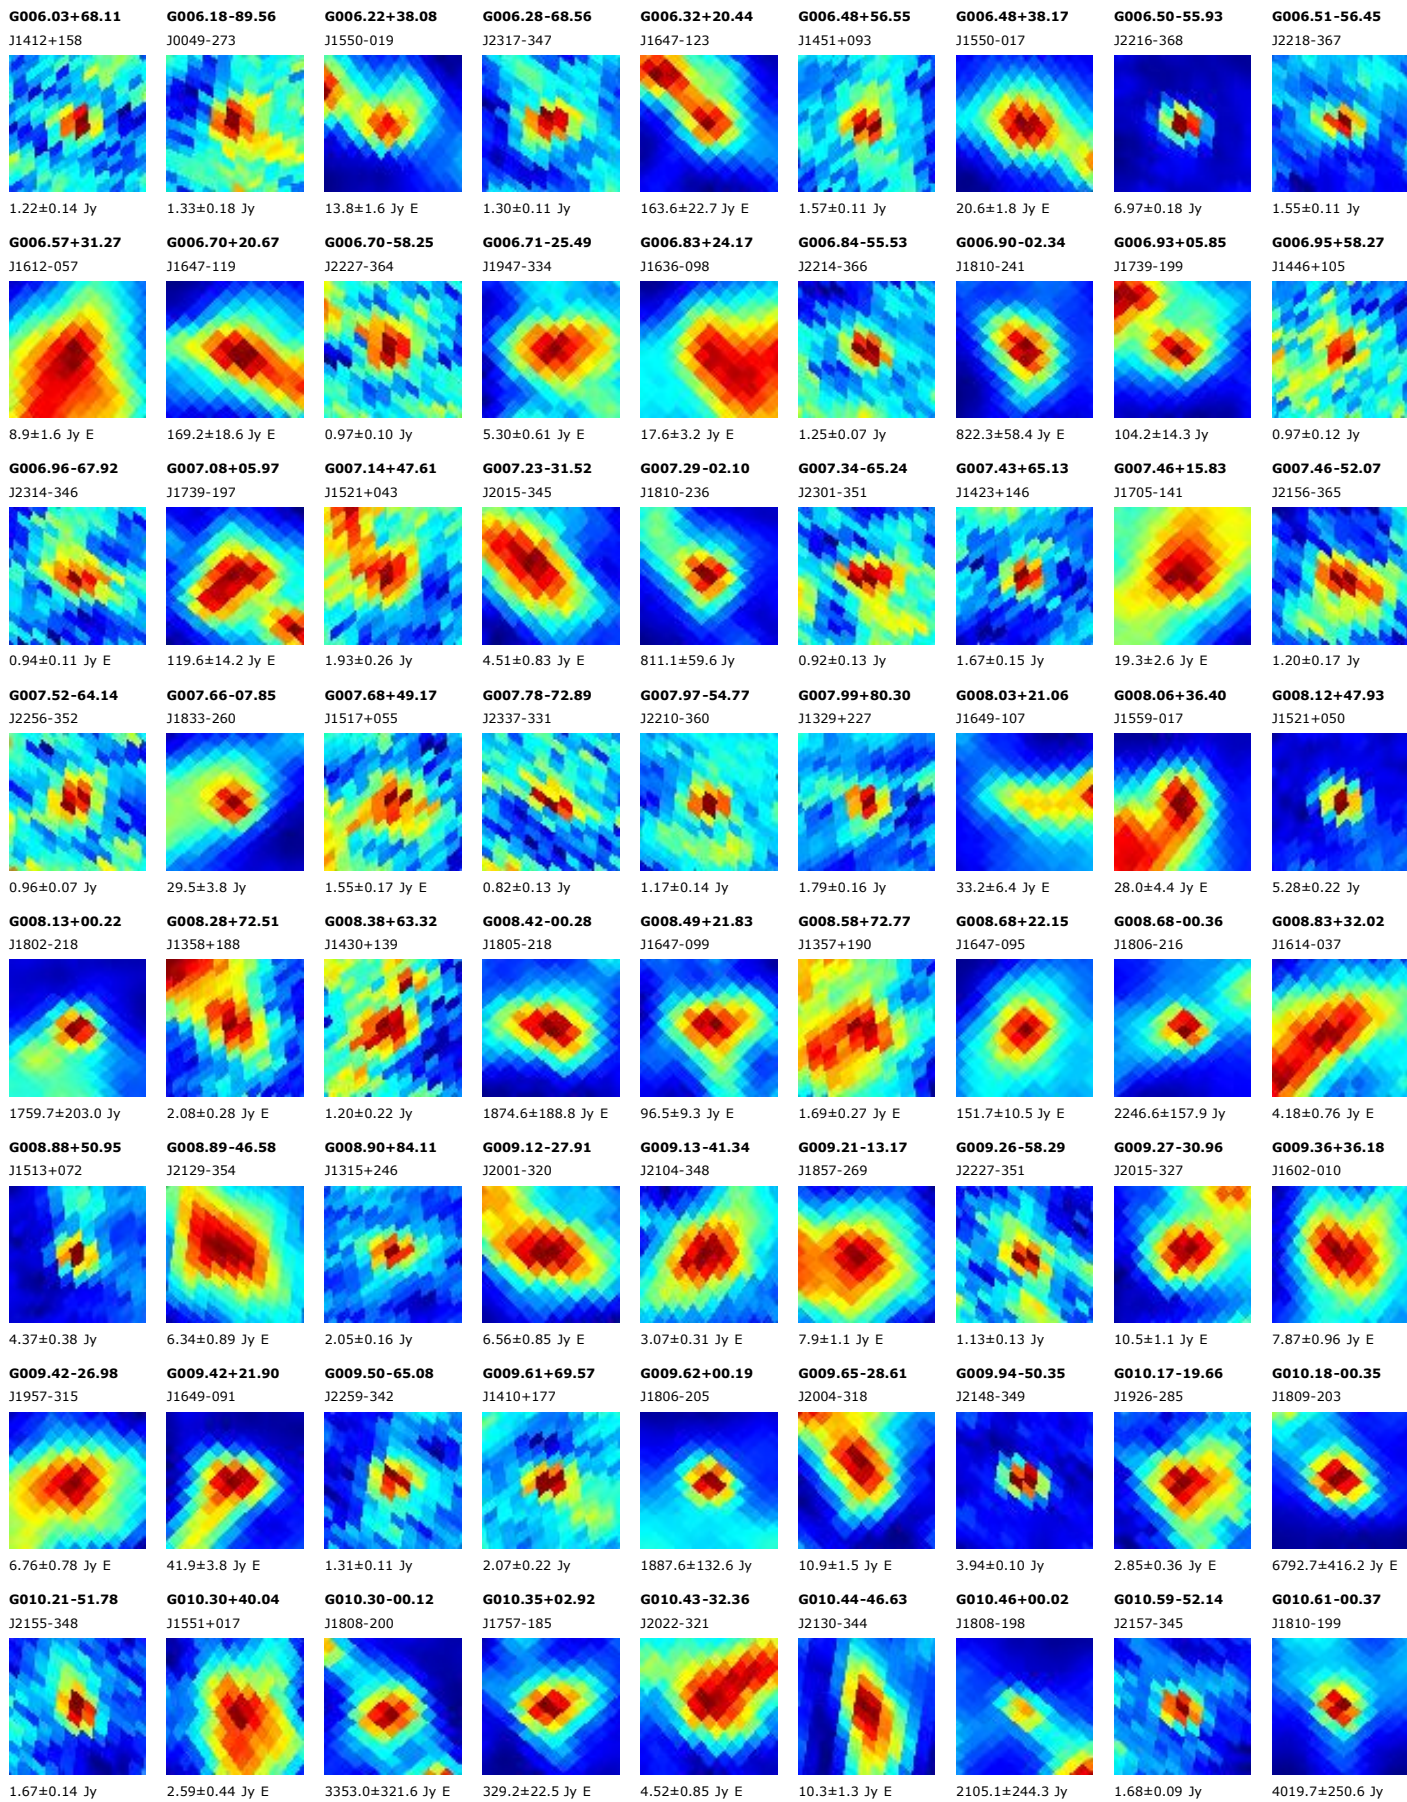 G006.03+68.11 G006.18-89.56 G006.22+38.08 G006.28-68.56 G006.32+20.44 G006.48+56.55 G006.48+38.17 G006.50-55.93 G006.51-56.45
J1412+158 J0049-273 J1550-019 J2317-347 J1647-123 J1451+093 J1550-017 J2216-368 J2218-367
1.22±0.14 Jy 1.33±0.18 Jy 13.8±1.6 Jy E 1.30±0.11 Jy 163.6±22.7 Jy E 1.57±0.11 Jy 20.6±1.8 Jy E 6.97±0.18 Jy 1.55±0.11 Jy
G006.57+31.27 G006.70+20.67 G006.70-58.25 G006.71-25.49 G006.83+24.17 G006.84-55.53 G006.90-02.34 G006.93+05.85 G006.95+58.27
J1612-057 J1647-119 J2227-364 J1947-334 J1636-098 J2214-366 J1810-241 J1739-199 J1446+105
8.9±1.6 Jy E 169.2±18.6 Jy E 0.97±0.10 Jy 5.30±0.61 Jy E 17.6±3.2 Jy E 1.25±0.07 Jy 822.3±58.4 Jy E 104.2±14.3 Jy 0.97±0.12 Jy
G006.96-67.92 G007.08+05.97 G007.14+47.61 G007.23-31.52 G007.29-02.10 G007.34-65.24 G007.43+65.13 G007.46+15.83 G007.46-52.07
J2314-346 J1739-197 J1521+043 J2015-345 J1810-236 J2301-351 J1423+146 J1705-141 J2156-365
0.94±0.11 Jy E 119.6±14.2 Jy E 1.93±0.26 Jy 4.51±0.83 Jy E 811.1±59.6 Jy 0.92±0.13 Jy 1.67±0.15 Jy 19.3±2.6 Jy E 1.20±0.17 Jy
G007.52-64.14 G007.66-07.85 G007.68+49.17 G007.78-72.89 G007.97-54.77 G007.99+80.30 G008.03+21.06 G008.06+36.40 G008.12+47.93
J2256-352 J1833-260 J1517+055 J2337-331 J2210-360 J1329+227 J1649-107 J1559-017 J1521+050
0.96±0.07 Jy 29.5±3.8 Jy 1.55±0.17 Jy E 0.82±0.13 Jy 1.17±0.14 Jy 1.79±0.16 Jy 33.2±6.4 Jy E 28.0±4.4 Jy E 5.28±0.22 Jy
G008.13+00.22 G008.28+72.51 G008.38+63.32 G008.42-00.28 G008.49+21.83 G008.58+72.77 G008.68+22.15 G008.68-00.36 G008.83+32.02
J1802-218 J1358+188 J1430+139 J1805-218 J1647-099 J1357+190 J1647-095 J1806-216 J1614-037
1759.7±203.0 Jy 2.08±0.28 Jy E 1.20±0.22 Jy 1874.6±188.8 Jy E 96.5±9.3 Jy E 1.69±0.27 Jy E 151.7±10.5 Jy E 2246.6±157.9 Jy 4.18±0.76 Jy E
G008.88+50.95 G008.89-46.58 G008.90+84.11 G009.12-27.91 G009.13-41.34 G009.21-13.17 G009.26-58.29 G009.27-30.96 G009.36+36.18
J1513+072 J2129-354 J1315+246 J2001-320 J2104-348 J1857-269 J2227-351 J2015-327 J1602-010
4.37±0.38 Jy 6.34±0.89 Jy E 2.05±0.16 Jy 6.56±0.85 Jy E 3.07±0.31 Jy E 7.9±1.1 Jy E 1.13±0.13 Jy 10.5±1.1 Jy E 7.87±0.96 Jy E
G009.42-26.98 G009.42+21.90 G009.50-65.08 G009.61+69.57 G009.62+00.19 G009.65-28.61 G009.94-50.35 G010.17-19.66 G010.18-00.35
J1957-315 J1649-091 J2259-342 J1410+177 J1806-205 J2004-318 J2148-349 J1926-285 J1809-203
6.76±0.78 Jy E 41.9±3.8 Jy E 1.31±0.11 Jy 2.07±0.22 Jy 1887.6±132.6 Jy 10.9±1.5 Jy E 3.94±0.10 Jy 2.85±0.36 Jy E 6792.7±416.2 Jy E
G010.21-51.78 G010.30+40.04 G010.30-00.12 G010.35+02.92 G010.43-32.36 G010.44-46.63 G010.46+00.02 G010.59-52.14 G010.61-00.37
J2155-348 J1551+017 J1808-200 J1757-185 J2022-321 J2130-344 J1808-198 J2157-345 J1810-199
1.67±0.14 Jy 2.59±0.44 Jy E 3353.0±321.6 Jy E 329.2±22.5 Jy E 4.52±0.85 Jy E 10.3±1.3 Jy E 2105.1±244.3 Jy 1.68±0.09 Jy 4019.7±250.6 Jy